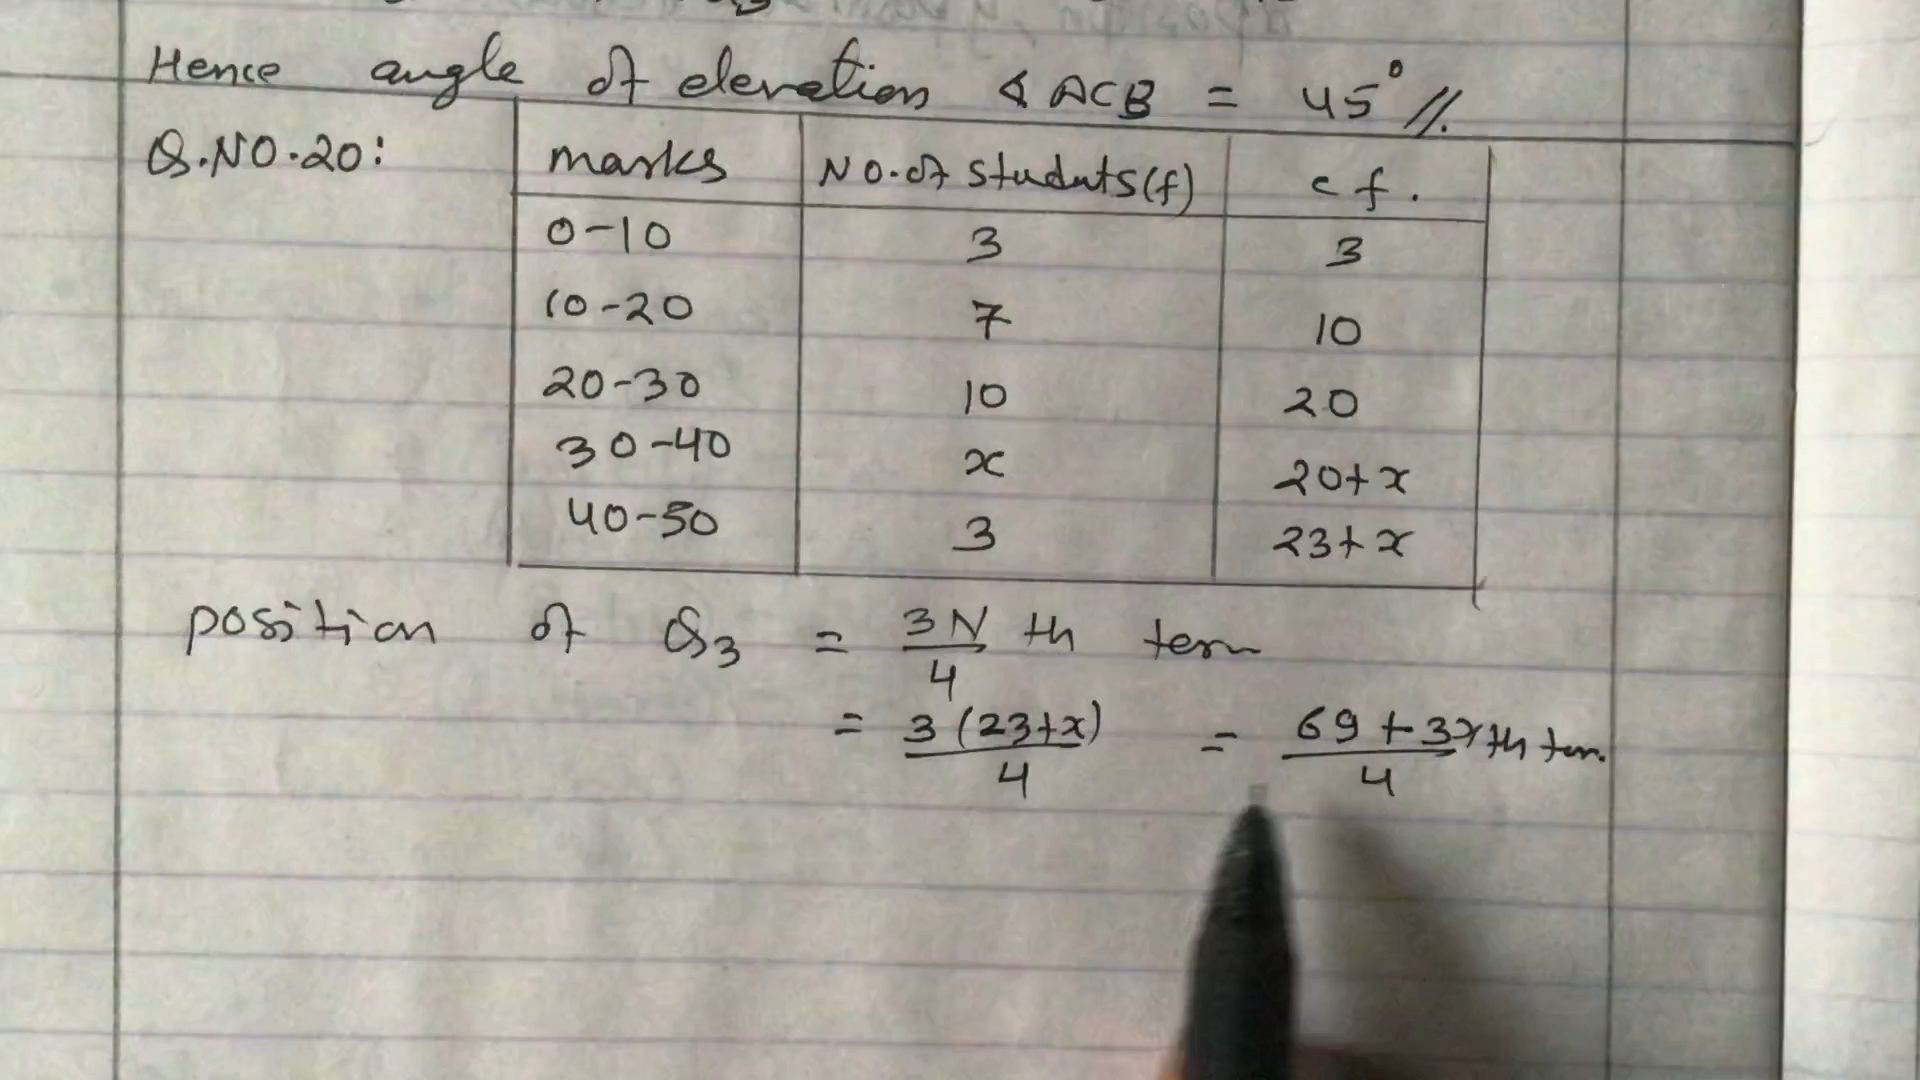 Hence angle of elevation ∡ ACB = 45° //.
Q.NO.20:
marks NO.of Students(f) cf.
0-10 3 3
10-20 7 10
20-30 10 20
30-40 x 20+x
40-50 3 23+x
position of Q3 = 3N/4 th term
= 3(23+x)/4 = 69+3x/4 th ter.